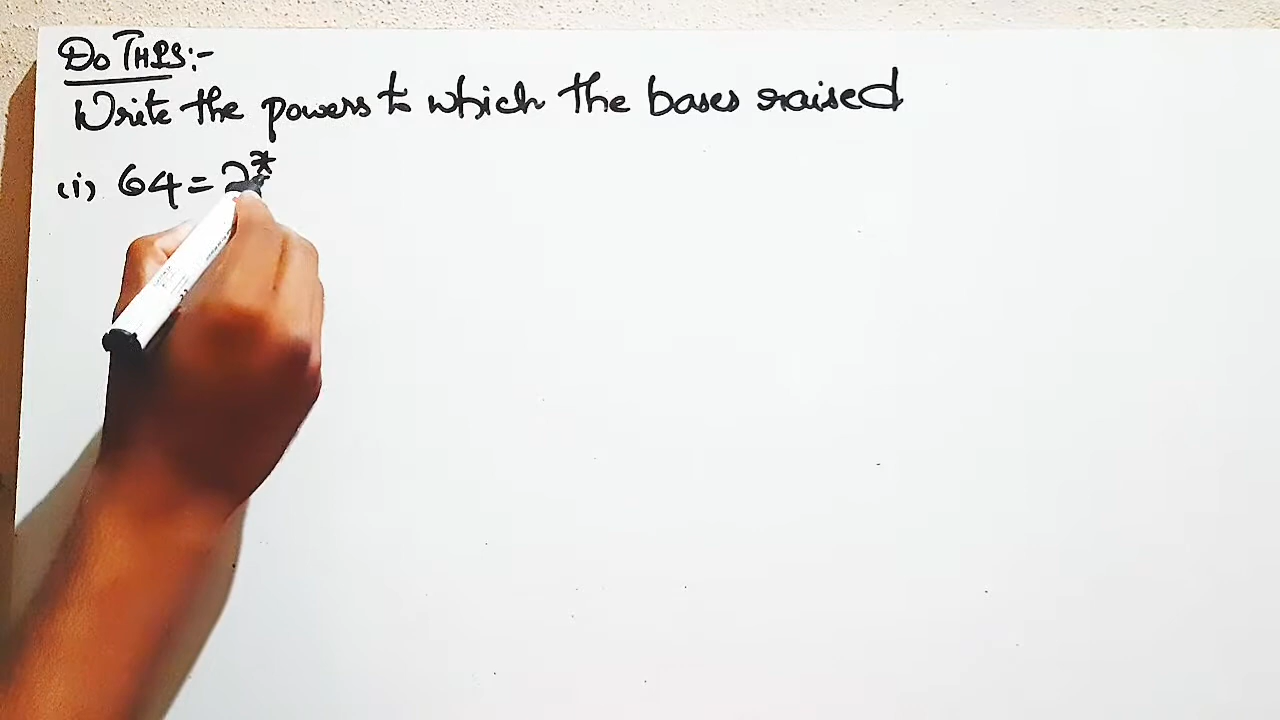 Do THIS:-
Write the powers to which the bases raised
(i) 64 = 2